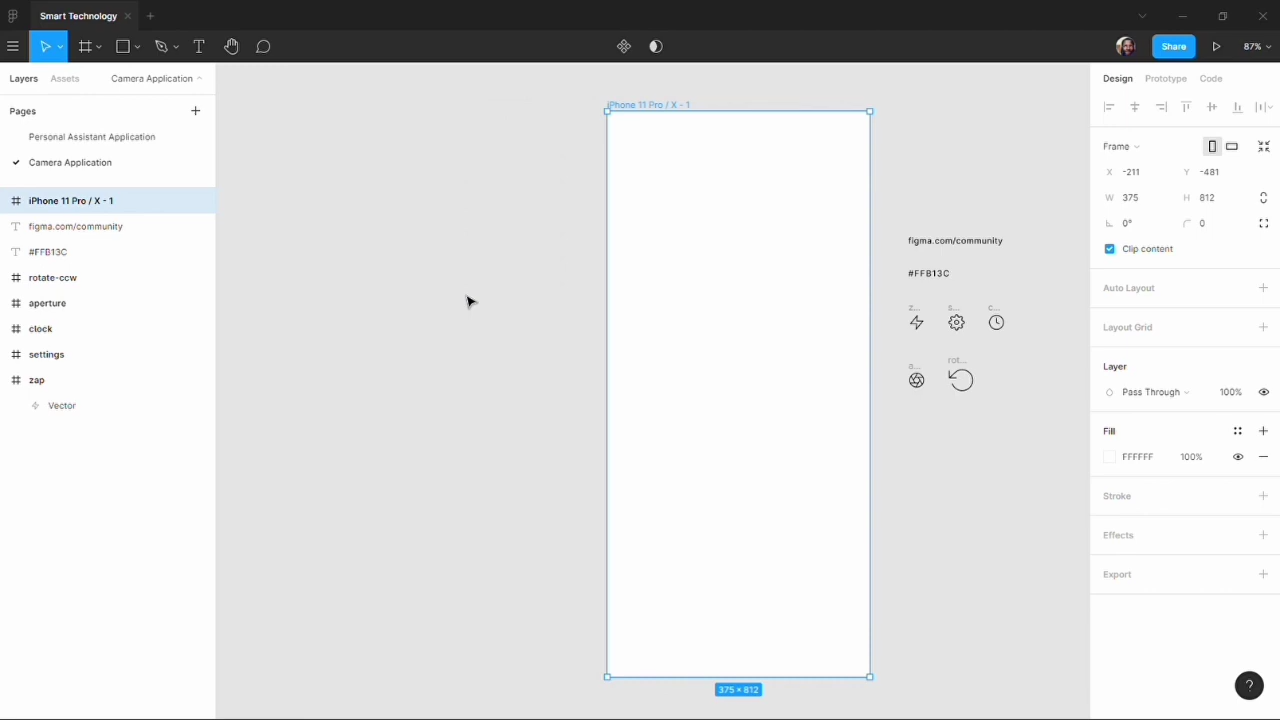 Smart Technology
Share
87%
Layers
Assets
Camera Application
Pages
Personal Assistant Application
Camera Application
iPhone 11 Pro / X - 1
figma.com/community
#FFB13C
rotate-ccw
aperture
clock
settings
zap
Vector
iPhone 11 Pro / X - 1
375 × 812
figma.com/community
#FFB13C
z...
s...
c...
a...
rot...
Design
Prototype
Code
Frame
X -211
Y -481
W 375
H 812
0°
0
Clip content
Auto Layout
Layout Grid
Layer
Pass Through
100%
Fill
FFFFFF
100%
Stroke
Effects
Export
?